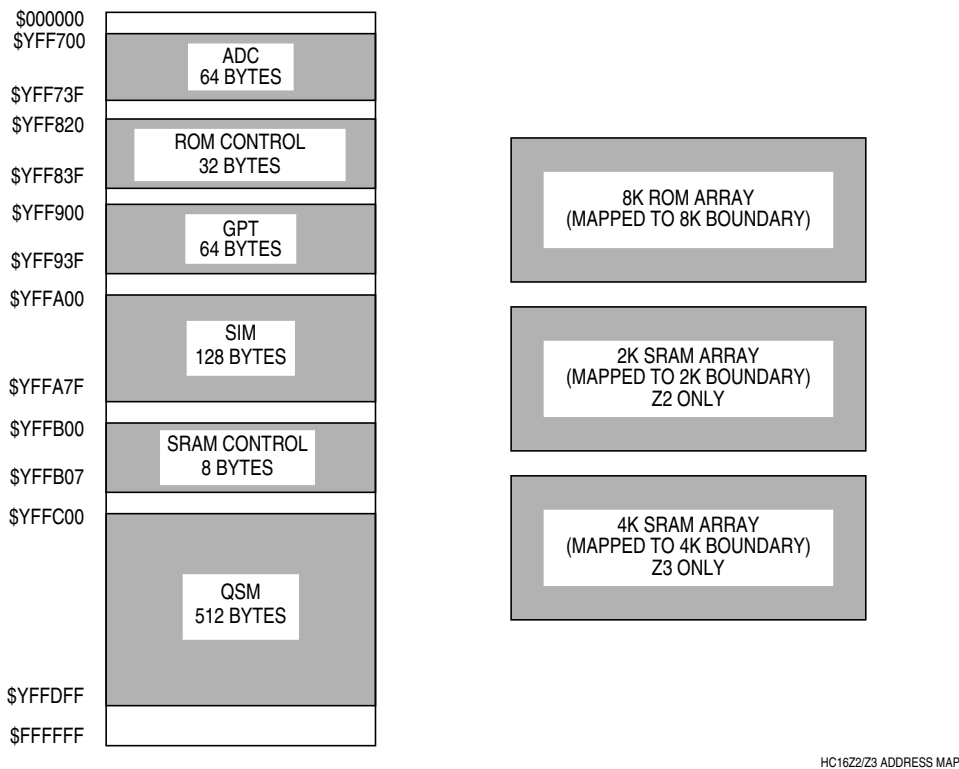 $000000
$YFF700
ADC
64 BYTES
$YFF73F
$YFF820
ROM CONTROL
32 BYTES
$YFF83F
$YFF900
GPT
64 BYTES
$YFF93F
$YFFA00
SIM
128 BYTES
$YFFA7F
$YFFB00
SRAM CONTROL
8 BYTES
$YFFB07
$YFFC00
QSM
512 BYTES
$YFFDFF
$FFFFFF
8K ROM ARRAY
(MAPPED TO 8K BOUNDARY)
2K SRAM ARRAY
(MAPPED TO 2K BOUNDARY)
Z2 ONLY
4K SRAM ARRAY
(MAPPED TO 4K BOUNDARY)
Z3 ONLY
HC16Z2/Z3 ADDRESS MAP